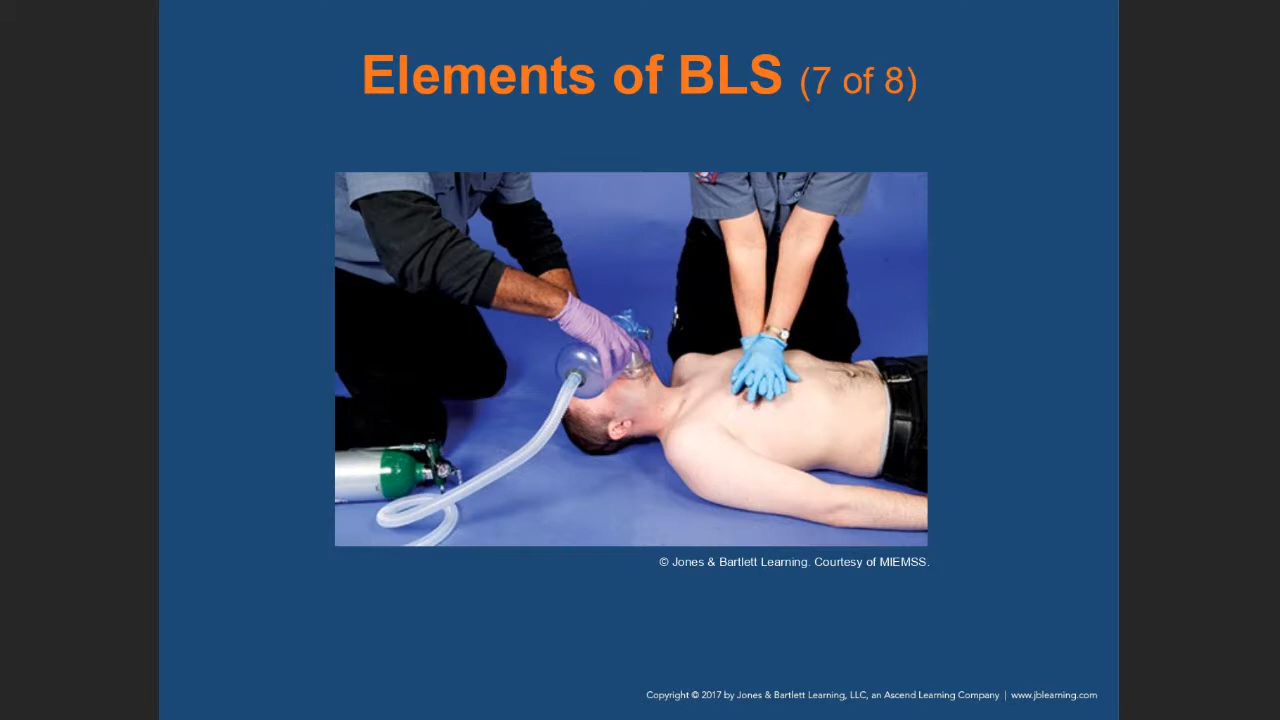 Elements of BLS (7 of 8)
© Jones & Bartlett Learning. Courtesy of MIEMSS.
Copyright © 2017 by Jones & Bartlett Learning, LLC, an Ascend Learning Company | www.jblearning.com